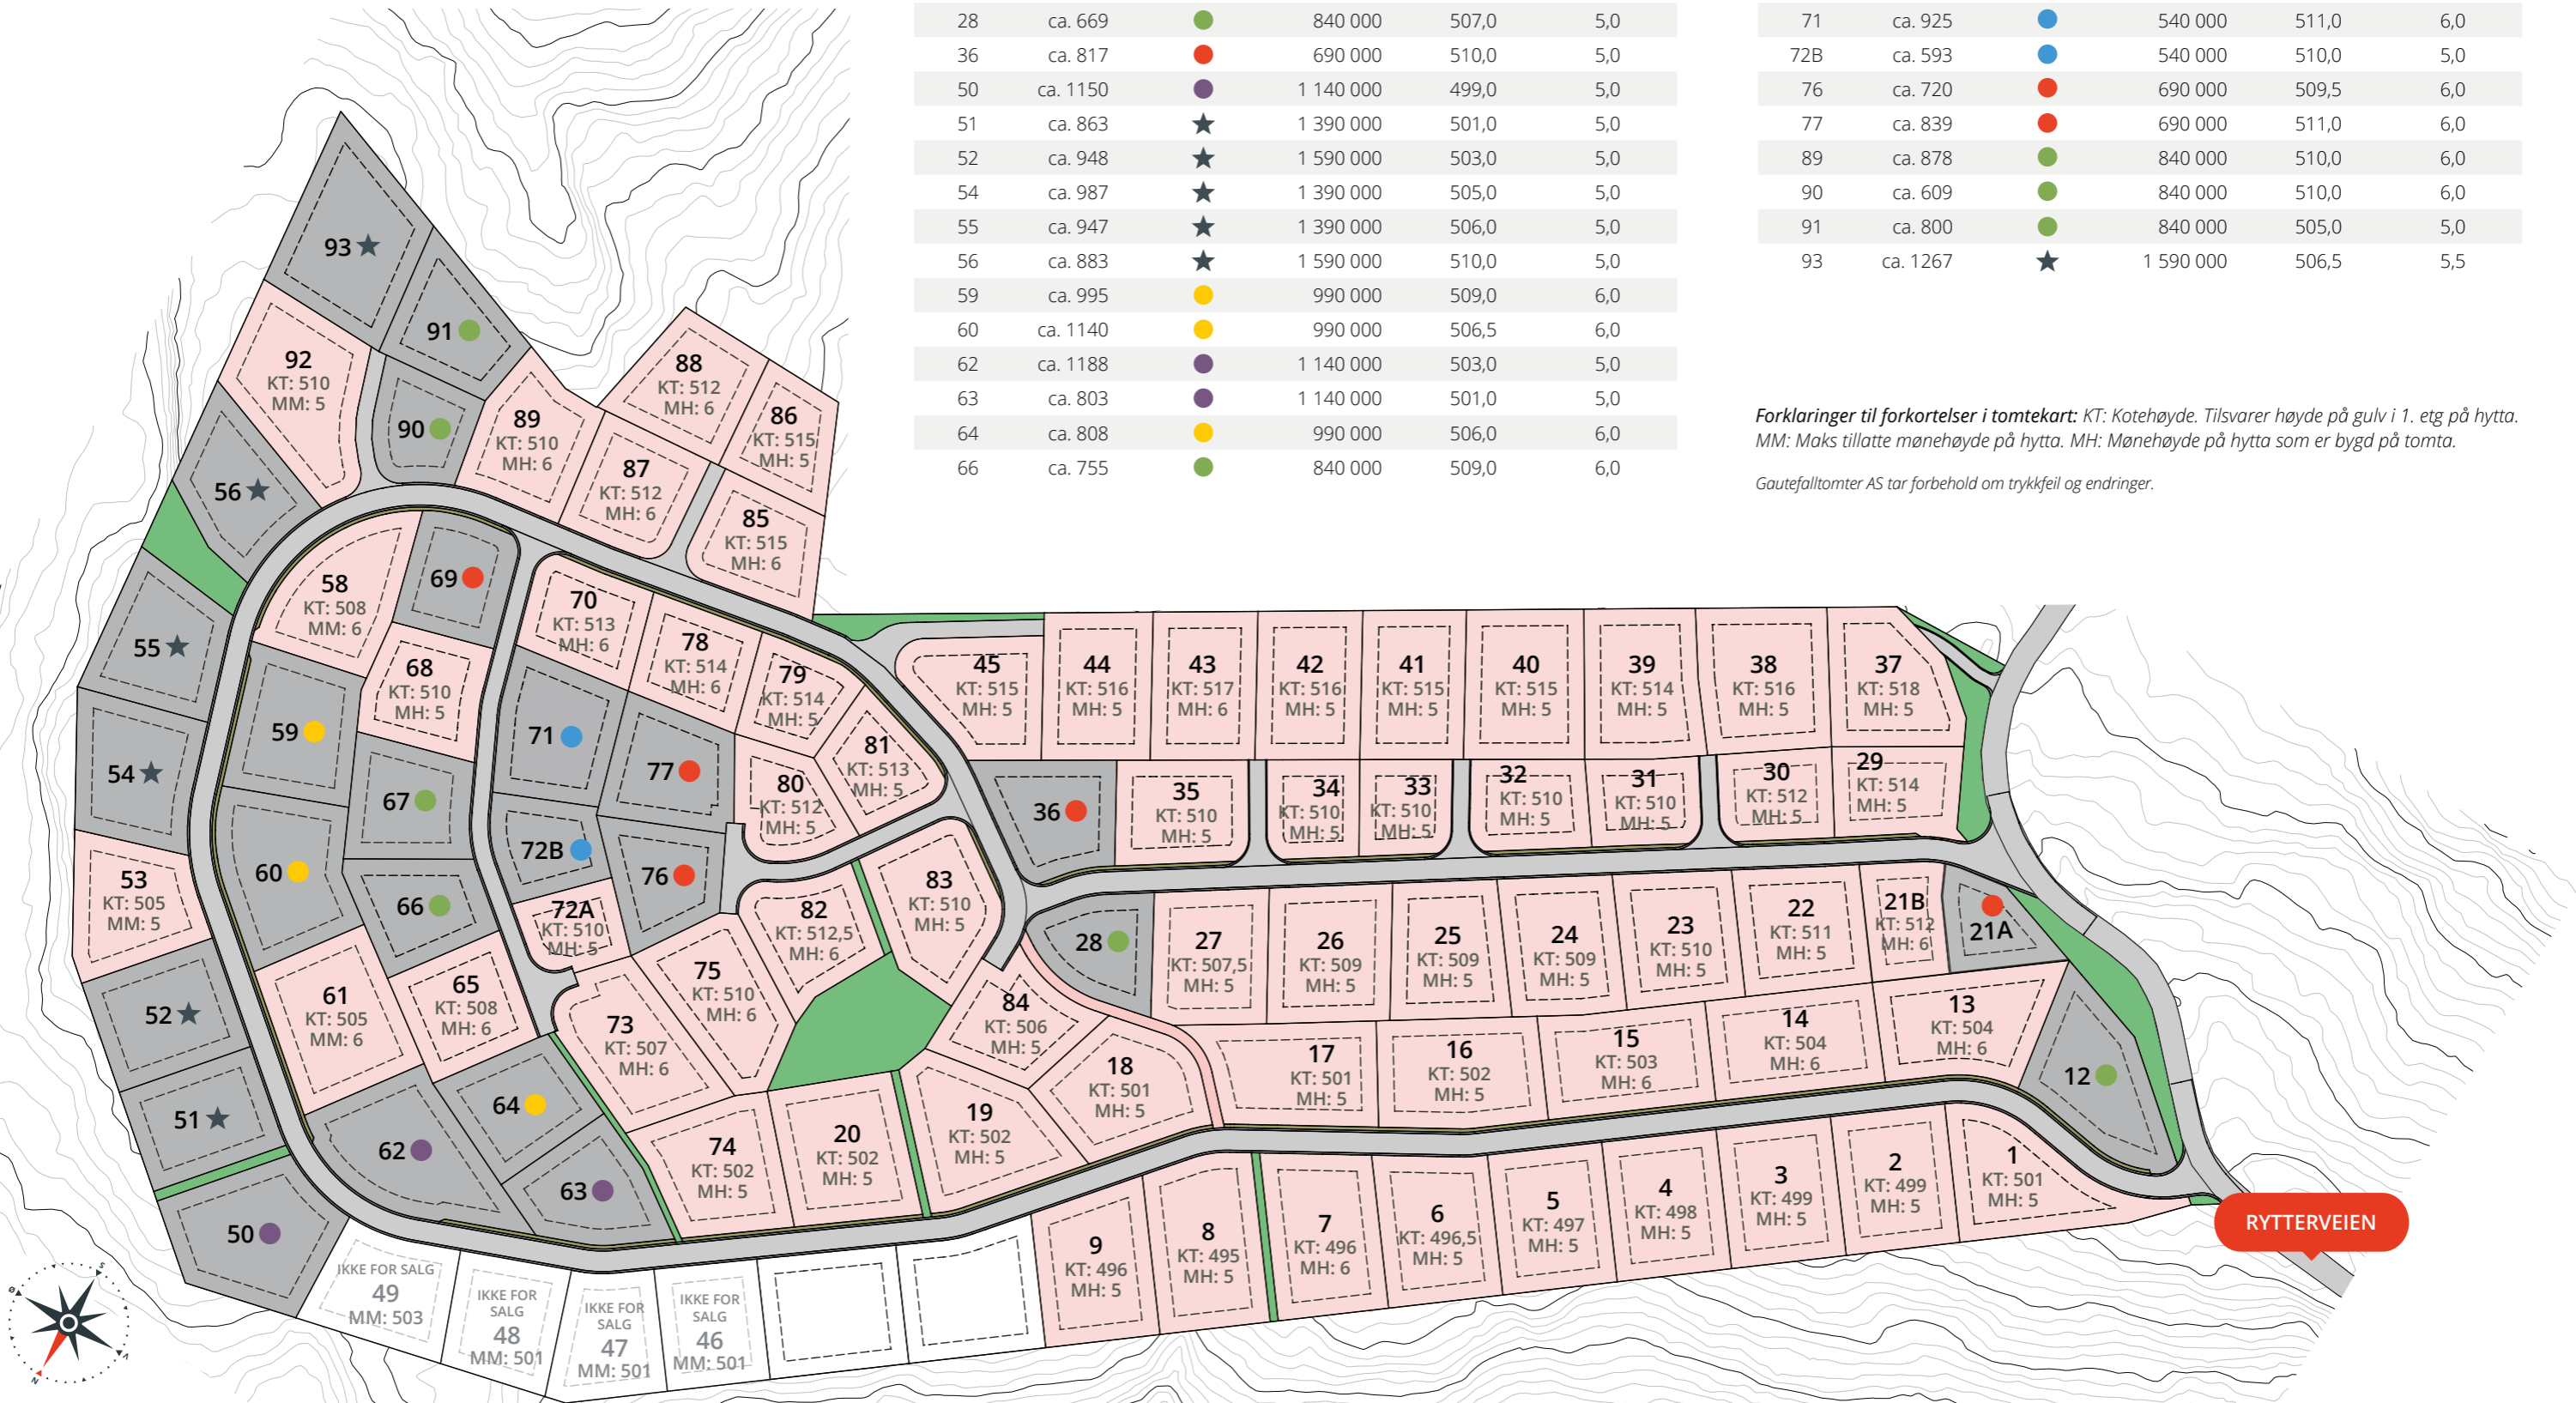 28 ca. 669 840 000 507,0 5,0
36 ca. 817 690 000 510,0 5,0
50 ca. 1150 1 140 000 499,0 5,0
51 ca. 863 1 390 000 501,0 5,0
52 ca. 948 1 590 000 503,0 5,0
54 ca. 987 1 390 000 505,0 5,0
55 ca. 947 1 390 000 506,0 5,0
56 ca. 883 1 590 000 510,0 5,0
59 ca. 995 990 000 509,0 6,0
60 ca. 1140 990 000 506,5 6,0
62 ca. 1188 1 140 000 503,0 5,0
63 ca. 803 1 140 000 501,0 5,0
64 ca. 808 990 000 506,0 6,0
66 ca. 755 840 000 509,0 6,0
71 ca. 925 540 000 511,0 6,0
72B ca. 593 540 000 510,0 5,0
76 ca. 720 690 000 509,5 6,0
77 ca. 839 690 000 511,0 6,0
89 ca. 878 840 000 510,0 6,0
90 ca. 609 840 000 510,0 6,0
91 ca. 800 840 000 505,0 5,0
93 ca. 1267 1 590 000 506,5 5,5
Forklaringer til forkortelser i tomtekart: KT: Kotehøyde. Tilsvarer høyde på gulv i 1. etg på hytta.
MM: Maks tillatte mønehøyde på hytta. MH: Mønehøyde på hytta som er bygd på tomta.
Gautefalltomter AS tar forbehold om trykkfeil og endringer.
93
91
92
KT: 510
MM: 5
90
89
KT: 510
MH: 6
88
KT: 512
MH: 6
86
KT: 515
MH: 5
87
KT: 512
MH: 6
85
KT: 515
MH: 6
56
58
KT: 508
MM: 6
69
70
KT: 513
MH: 6
78
KT: 514
MH: 6
79
KT: 514
MH: 5
55
68
KT: 510
MH: 5
59
71
77
81
KT: 513
MH: 5
80
KT: 512
MH: 5
54
67
72B
76
60
66
72A
KT: 510
MH: 5
53
KT: 505
MM: 5
82
KT: 512,5
MH: 6
83
KT: 510
MH: 5
75
KT: 510
MH: 6
52
61
KT: 505
MM: 6
65
KT: 508
MH: 6
73
KT: 507
MH: 6
84
KT: 506
MH: 5
51
64
62
63
50
74
KT: 502
MH: 5
20
KT: 502
MH: 5
19
KT: 502
MH: 5
18
KT: 501
MH: 5
45
KT: 515
MH: 5
44
KT: 516
MH: 5
43
KT: 517
MH: 6
42
KT: 516
MH: 5
41
KT: 515
MH: 5
40
KT: 515
MH: 5
39
KT: 514
MH: 5
38
KT: 516
MH: 5
37
KT: 518
MH: 5
36
35
KT: 510
MH: 5
34
KT: 510
MH: 5
33
KT: 510
MH: 5
32
KT: 510
MH: 5
31
KT: 510
MH: 5
30
KT: 512
MH: 5
29
KT: 514
MH: 5
28
27
KT: 507,5
MH: 5
26
KT: 509
MH: 5
25
KT: 509
MH: 5
24
KT: 509
MH: 5
23
KT: 510
MH: 5
22
KT: 511
MH: 5
21B
KT: 512
MH: 6
21A
17
KT: 501
MH: 5
16
KT: 502
MH: 5
15
KT: 503
MH: 6
14
KT: 504
MH: 6
13
KT: 504
MH: 6
12
9
KT: 496
MH: 5
8
KT: 495
MH: 5
7
KT: 496
MH: 6
6
KT: 496,5
MH: 5
5
KT: 497
MH: 5
4
KT: 498
MH: 5
3
KT: 499
MH: 5
2
KT: 499
MH: 5
1
KT: 501
MH: 5
RYTTERVEIEN
IKKE FOR SALG
49
MM: 503
IKKE FOR
SALG
48
MM: 501
IKKE FOR
SALG
47
MM: 501
IKKE FOR
SALG
46
MM: 501
N